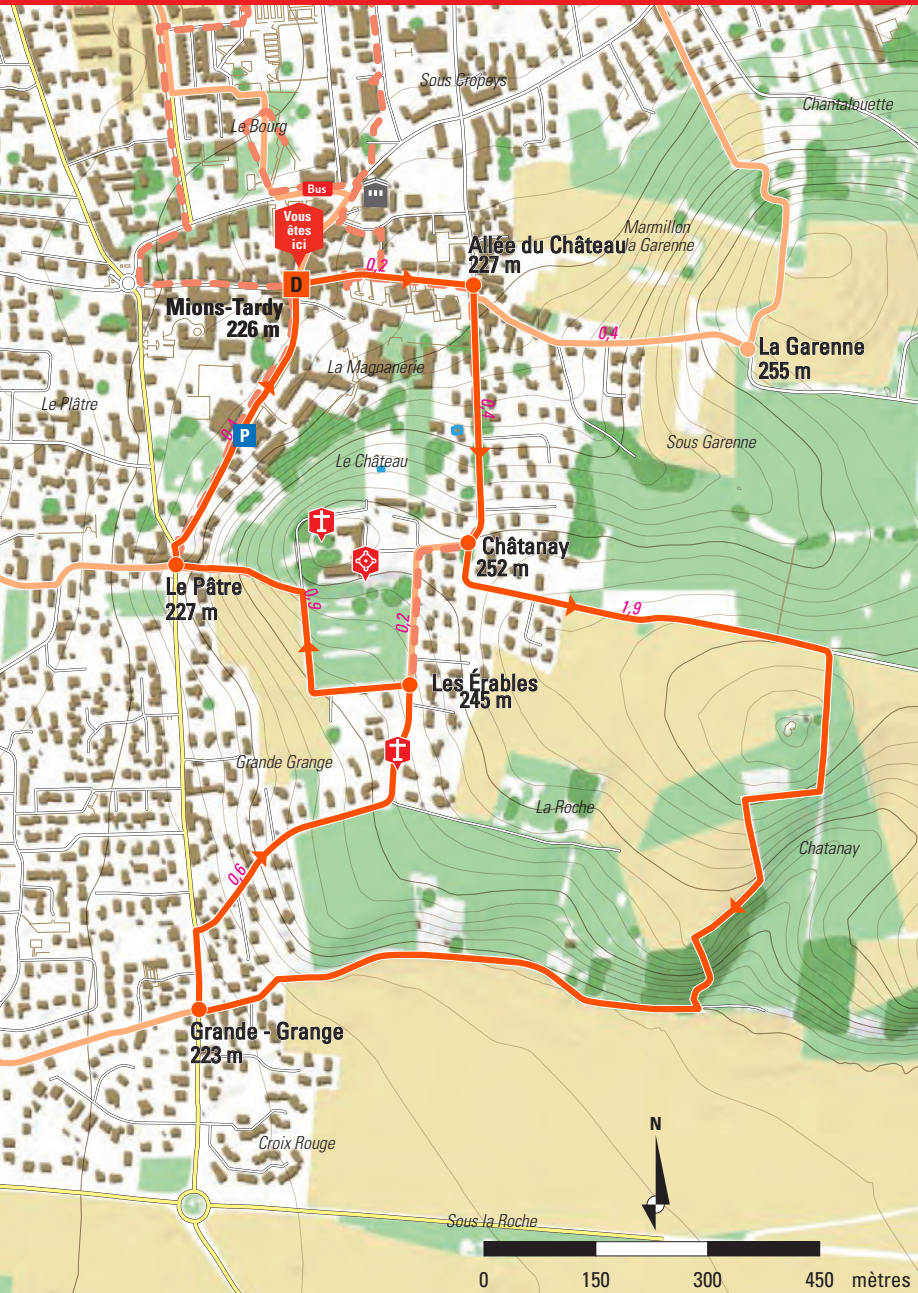 Sous Cropeys
Chantalouette
Le Bourg
Bus
Vous
êtes
ici
Marmillon
la Garenne
Allée du Château
227 m
0,2
D
Mions-Tardy
226 m
0,4
La Garenne
255 m
La Magnanerie
Le Plâtre
0,4
P
Sous Garenne
Le Château
Châtanay
252 m
Le Pâtre
227 m
0,2
1,9
Les Érables
245 m
Grande Grange
La Roche
Chatanay
0,6
Grande - Grange
223 m
N
Croix Rouge
Sous la Roche
0 150 300 450 mètres